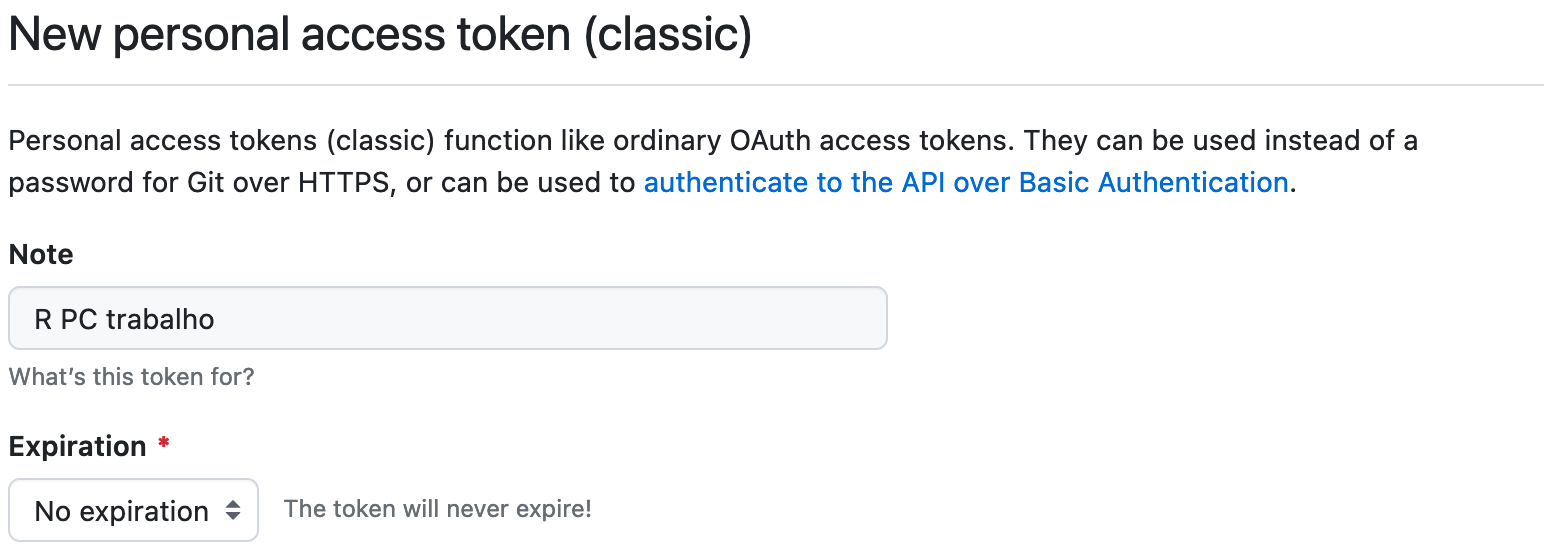 New personal access token (classic)
Personal access tokens (classic) function like ordinary OAuth access tokens. They can be used instead of a
password for Git over HTTPS, or can be used to authenticate to the API over Basic Authentication.
Note
R PC trabalho
What’s this token for?
Expiration *
No expiration The token will never expire!